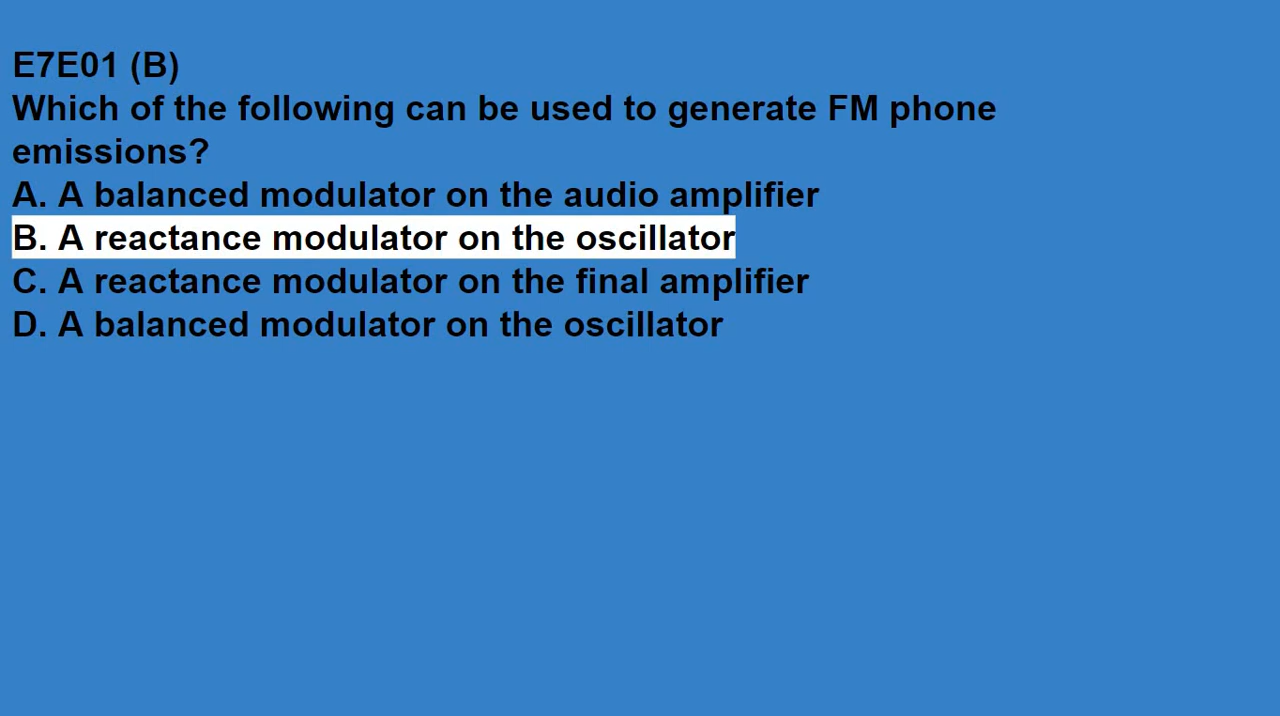 E7E01 (B)
Which of the following can be used to generate FM phone
emissions?
A. A balanced modulator on the audio amplifier
B. A reactance modulator on the oscillator
C. A reactance modulator on the final amplifier
D. A balanced modulator on the oscillator